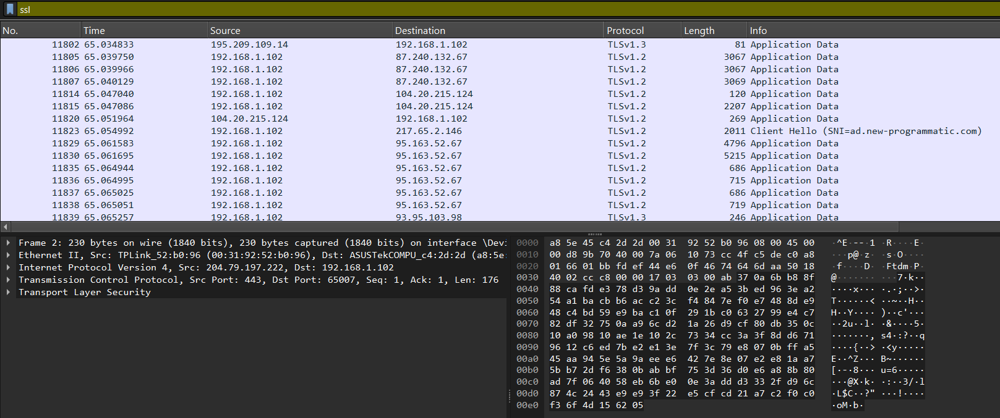 ssl
No. Time Source Destination Protocol Length Info
11802 65.034833 195.209.109.14 192.168.1.102 TLSv1.3 81 Application Data
11805 65.039750 192.168.1.102 87.240.132.67 TLSv1.2 3067 Application Data
11806 65.039966 192.168.1.102 87.240.132.67 TLSv1.2 3067 Application Data
11807 65.040129 192.168.1.102 87.240.132.67 TLSv1.2 3069 Application Data
11814 65.047040 192.168.1.102 104.20.215.124 TLSv1.2 120 Application Data
11815 65.047086 192.168.1.102 104.20.215.124 TLSv1.2 2207 Application Data
11820 65.051964 104.20.215.124 192.168.1.102 TLSv1.2 269 Application Data
11823 65.054992 192.168.1.102 217.65.2.146 TLSv1.2 2011 Client Hello (SNI=ad.new-programmatic.com)
11829 65.061583 192.168.1.102 95.163.52.67 TLSv1.2 4796 Application Data
11830 65.061695 192.168.1.102 95.163.52.67 TLSv1.2 5215 Application Data
11835 65.064944 192.168.1.102 95.163.52.67 TLSv1.2 686 Application Data
11836 65.064995 192.168.1.102 95.163.52.67 TLSv1.2 715 Application Data
11837 65.065025 192.168.1.102 95.163.52.67 TLSv1.2 686 Application Data
11838 65.065051 192.168.1.102 95.163.52.67 TLSv1.2 719 Application Data
11839 65.065257 192.168.1.102 93.95.103.98 TLSv1.3 246 Application Data
Frame 2: 230 bytes on wire (1840 bits), 230 bytes captured (1840 bits) on interface \Dev
Ethernet II, Src: TPLink_52:b0:96 (00:31:92:52:b0:96), Dst: ASUSTekCOMPU_c4:2d:2d (a8:5e:
Internet Protocol Version 4, Src: 204.79.197.222, Dst: 192.168.1.102
Transmission Control Protocol, Src Port: 443, Dst Port: 65007, Seq: 1, Ack: 1, Len: 176
Transport Layer Security
0000 a8 5e 45 c4 2d 2d 00 31 92 52 b0 96 08 00 45 00 ·^E·--·1 ·R····E·
0010 00 d8 9b 70 40 00 7a 06 10 73 cc 4f c5 de c0 a8 ···p@·z· ·s·O····
0020 01 66 01 bb fd ef 44 e6 0f 46 74 64 6d aa 50 18 ·f····D· ·Ftdm·P·
0030 40 02 cc c8 00 00 17 03 03 00 ab 37 0a 6b b8 8f @······· ···7·k··
0040 88 ca fd e3 78 d3 9a dd 0e 2e a5 3b ed 96 3e a2 ····x··· ·.·;··>·
0050 54 a1 ba cb b6 ac c2 3c f4 84 7e f0 e7 48 8d e9 T······< ··~··H··
0060 48 c4 bd 59 e9 ba c1 0f 29 1b c0 63 27 99 e4 c7 H··Y···· )··c'···
0070 82 df 32 75 0a a9 6c d2 1a 26 d9 cf 80 db 35 0c ··2u··l· ·&····5·
0080 10 a0 98 10 ae 1e 10 2c 73 34 cc 3a 3f 8d d6 71 ·······, s4·:?··q
0090 96 12 c6 ed 7b e2 e1 3e 7f 3c 79 e8 07 0b ff a5 ····{··> ·<y·····
00a0 45 aa 94 5e 5a 9a ee e6 42 7e 8e 07 e2 e8 1a a7 E··^Z··· B~······
00b0 5b b7 2d f6 38 0b ab bf 75 3d 36 d0 e6 a8 8b 80 [·-·8··· u=6·····
00c0 ad 7f 06 40 58 eb 6b e0 0e 3a dd d3 33 2f d9 6c ···@X·k· ·:··3/·l
00d0 87 4c 24 43 e9 e9 3f 22 e5 cf cd 21 a7 c2 f0 c0 ·L$C··?" ···!····
00e0 f3 6f 4d 15 62 05 ·oM·b·